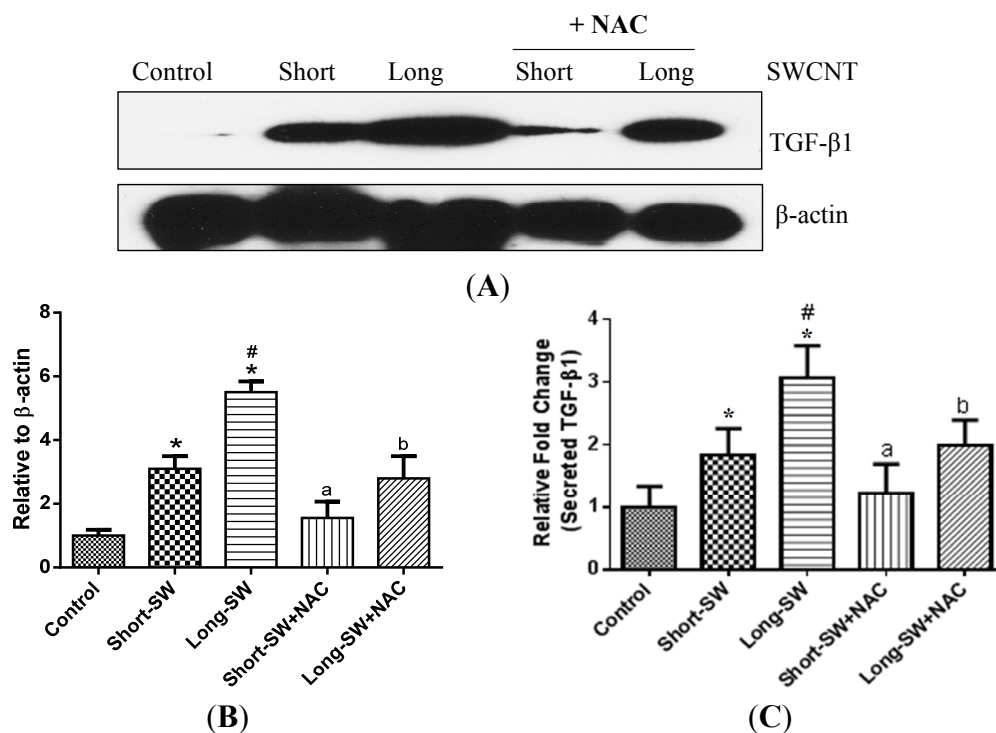 + NAC
Control Short Long Short Long SWCNT
TGF-β1
β-actin
(A)
Relative to β-actin
8
6
4
2
0
# 
*
*
a
b
Control
Short-SW
Long-SW
Short-SW+NAC
Long-SW+NAC
(B)
Relative Fold Change
(Secreted TGF-β1)
4
3
2
1
0
#
*
*
a
b
Control
Short-SW
Long-SW
Short-SW+NAC
Long-SW+NAC
(C)